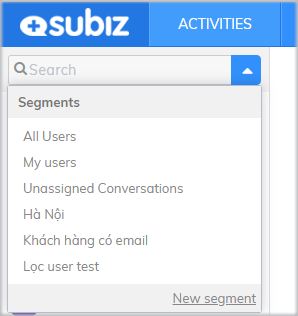 subiz
ACTIVITIES
Search
Segments
All Users
My users
Unassigned Conversations
Hà Nội
Khách hàng có email
Lọc user test
New segment